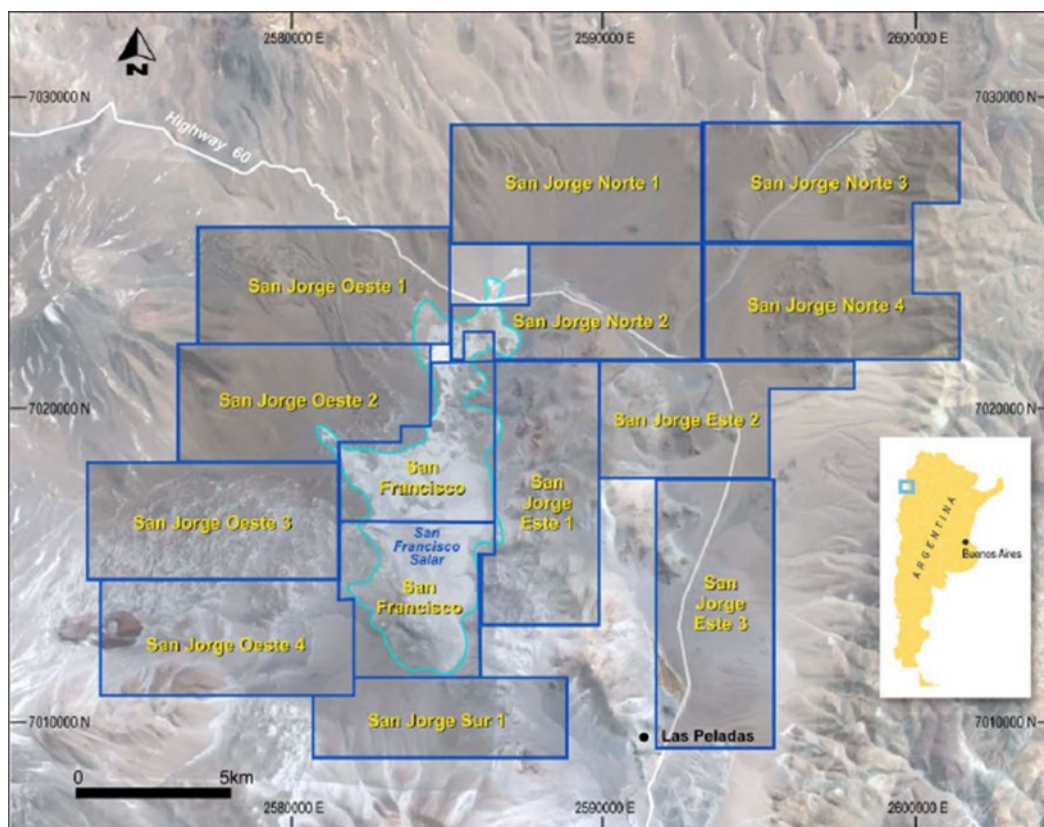 2580000 E
2590000 E
2600000 E
N
7030000 N
7030000 N
Highway 60
San Jorge Norte 1
San Jorge Norte 3
San Jorge Oeste 1
San Jorge Norte 2
San Jorge Norte 4
7020000 N
7020000 N
San Jorge Oeste 2
San Jorge Este 2
San
Francisco
San
Jorge
Este 1
San Jorge Oeste 3
San
Francisco
Salar
San
Francisco
San
Jorge
Este 3
ARGENTINA
Buenos Aires
San Jorge Oeste 4
San Jorge Sur 1
7010000 N
7010000 N
Las Peladas
0
5km
2580000 E
2590000 E
2600000 E